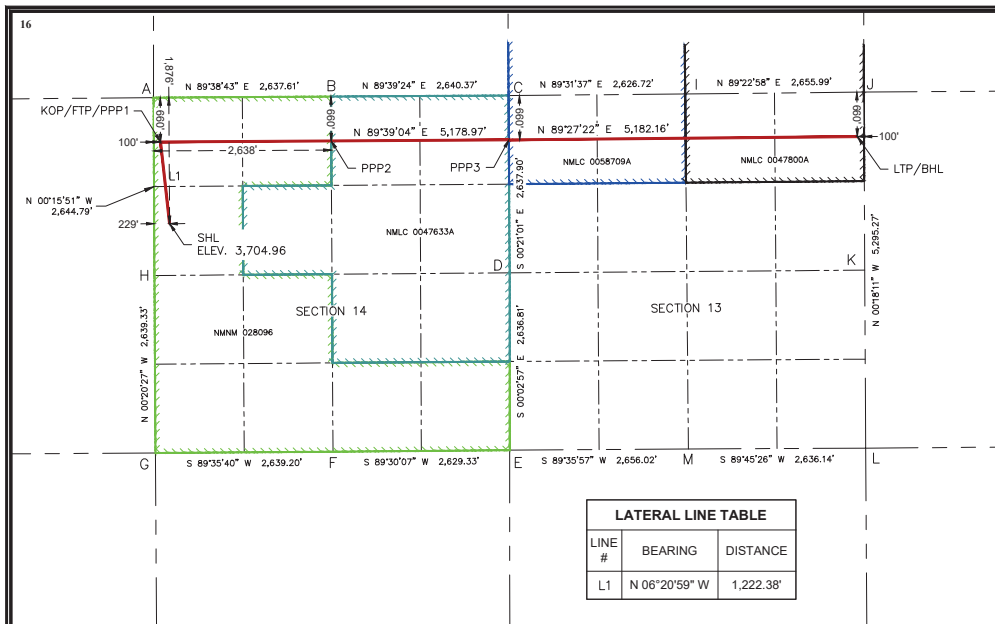 16
1,876'
A N 89°38'43" E 2,637.61' B N 89°39'24" E 2,640.37' C N 89°31'37" E 2,626.72' I N 89°22'58" E 2,655.99' J
660' 660' 660' 660'
KOP/FTP/PPP1
N 89°39'04" E 5,178.97' N 89°27'22" E 5,182.16'
100' 2,638' 100'
PPP2 PPP3 NMLC 0058709A NMLC 0047800A LTP/BHL
L1
N 00°15'51" W
2,644.79'
S 00°21'01" E 2,637.90'
229'
SHL
ELEV. 3,704.96
NMLC 0047633A
N 00°18'11" W 5,295.27'
H D K
SECTION 14 SECTION 13
NMNM 028096
N 00°20'27" W 2,639.33'
S 00°02'57" E 2,636.81'
G S 89°35'40" W 2,639.20' F S 89°30'07" W 2,629.33' E S 89°35'57" W 2,656.02' M S 89°45'26" W 2,636.14' L
LATERAL LINE TABLE
LINE # BEARING DISTANCE
L1 N 06°20'59" W 1,222.38'